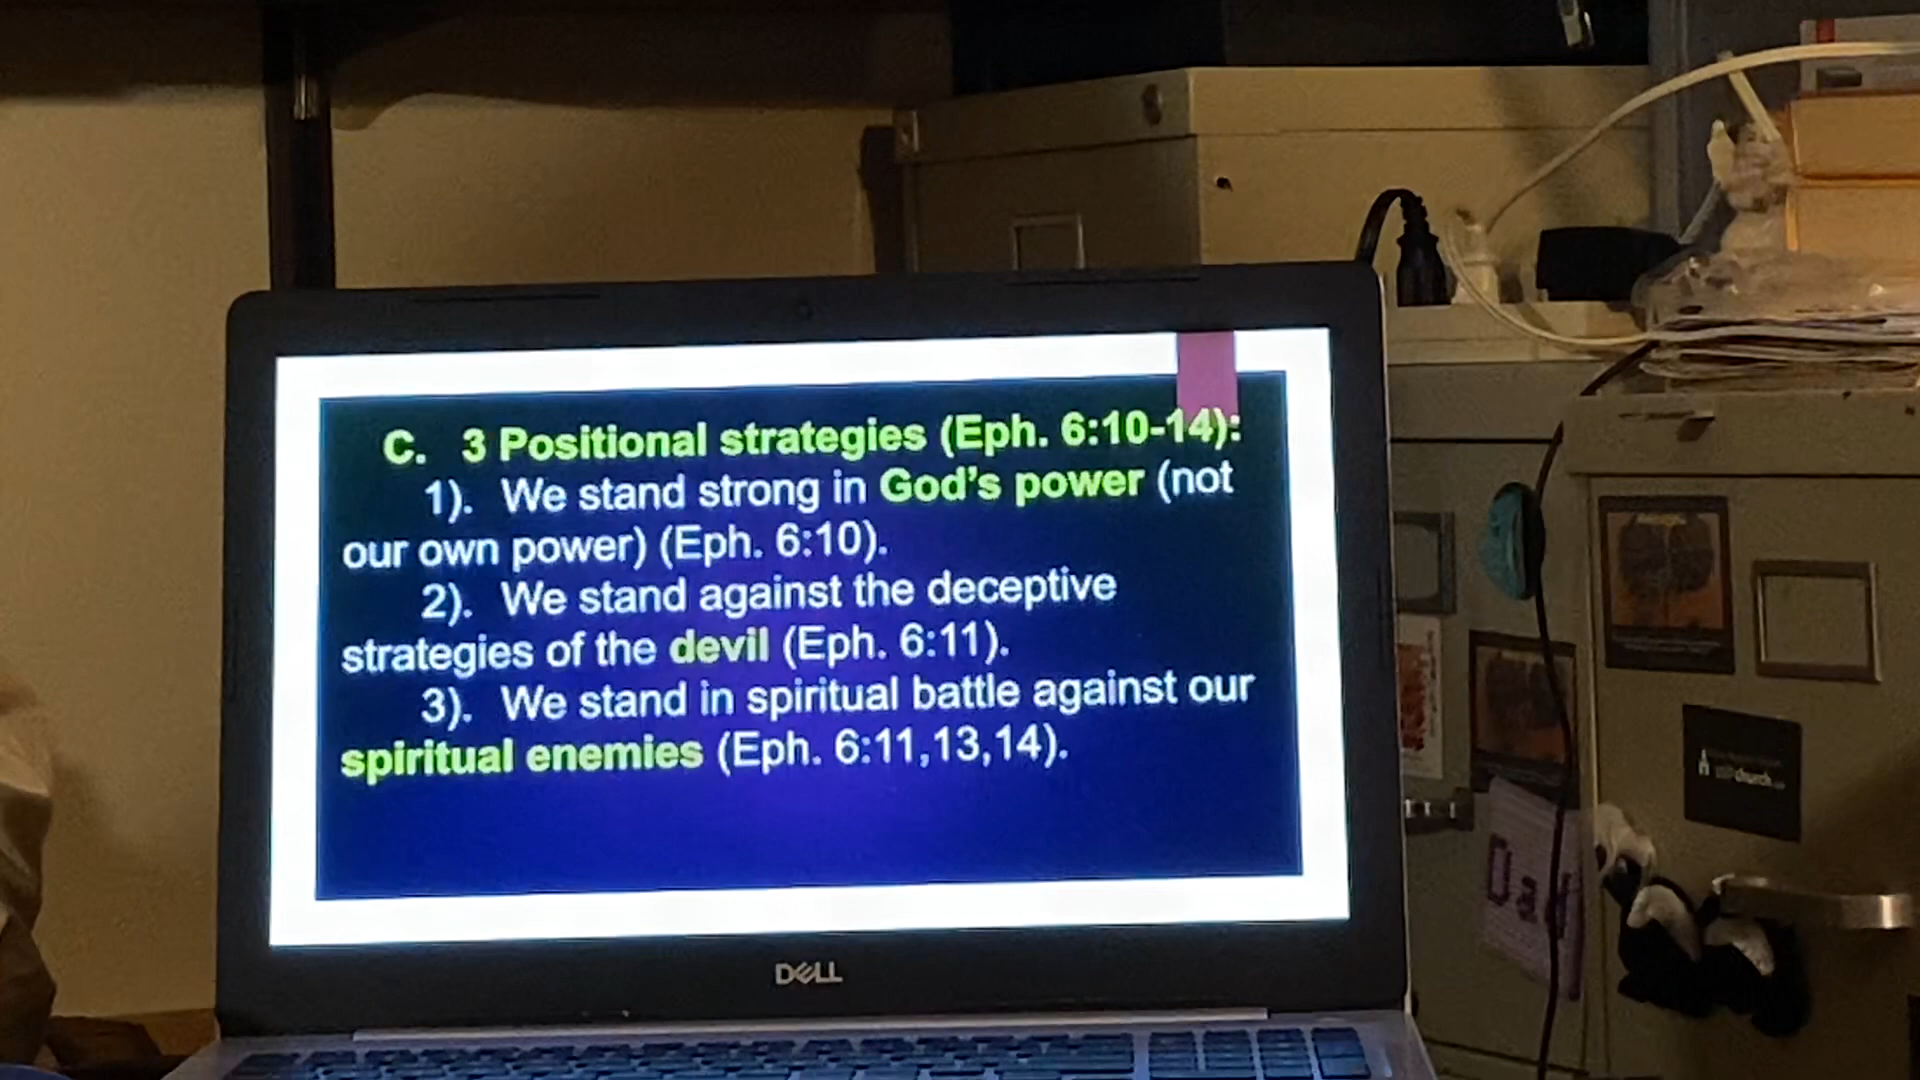 C. 3 Positional strategies (Eph. 6:10-14):
1). We stand strong in God's power (not
our own power) (Eph. 6:10).
2). We stand against the deceptive
strategies of the devil (Eph. 6:11).
3). We stand in spiritual battle against our
spiritual enemies (Eph. 6:11,13,14).
DELL
church
Dad